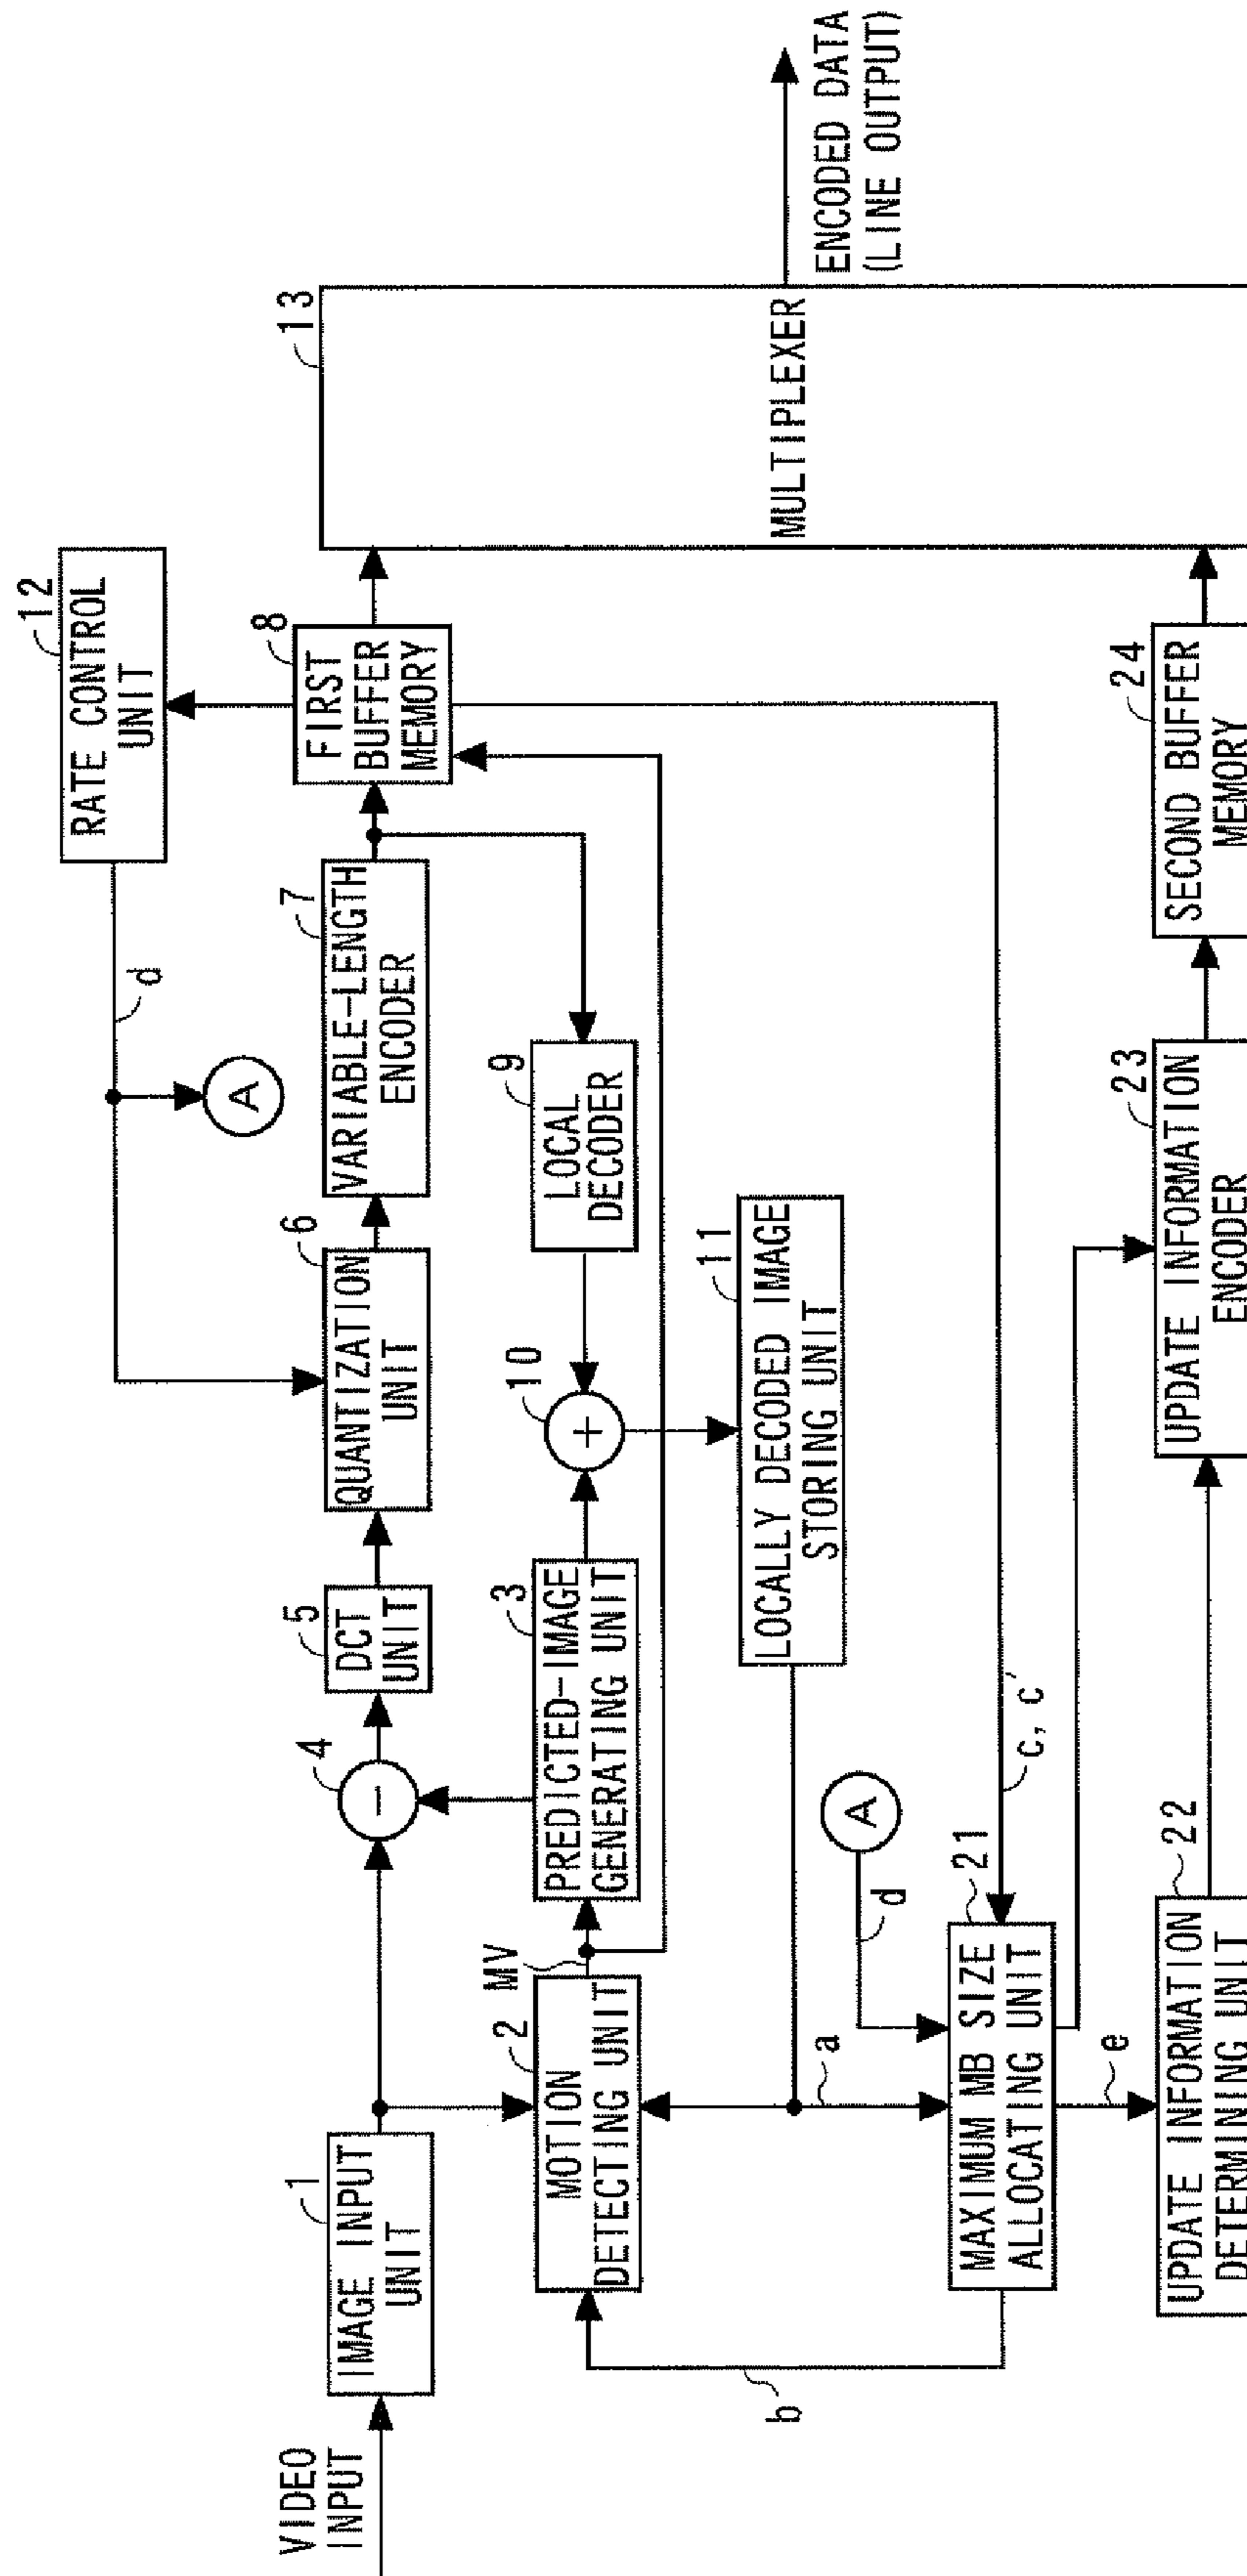 VIDEO
INPUT
1
IMAGE INPUT
UNIT
4
−
5
DCT
UNIT
6
QUANTIZATION
UNIT
7
VARIABLE-LENGTH
ENCODER
8
FIRST
BUFFER
MEMORY
12
RATE CONTROL
UNIT
d
A
13
MULTIPLEXER
ENCODED DATA
(LINE OUTPUT)
2
MOTION
DETECTING UNIT
MV
3
PREDICTED-IMAGE
GENERATING UNIT
10
+
9
LOCAL
DECODER
11
LOCALLY DECODED IMAGE
STORING UNIT
b
a
A
d
21
MAXIMUM MB SIZE
ALLOCATING UNIT
c, c′
e
22
UPDATE INFORMATION
DETERMINING UNIT
23
UPDATE INFORMATION
ENCODER
24
SECOND BUFFER
MEMORY